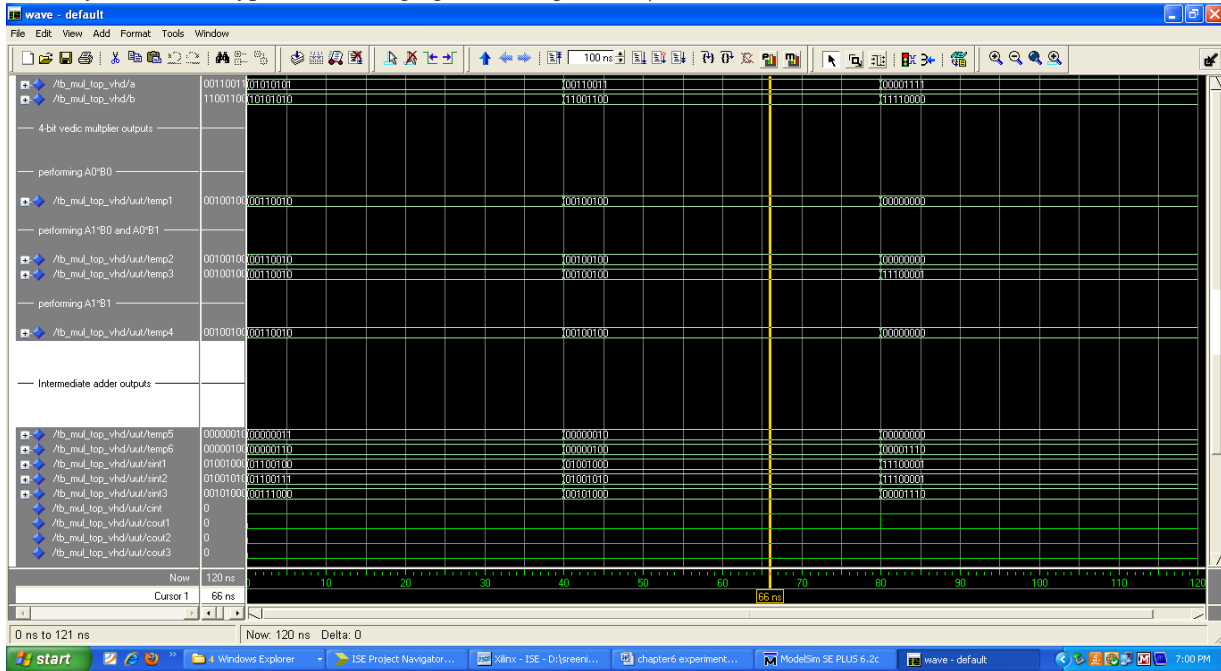 wave - default
File Edit View Add Format Tools Window
100 ns
/tb_mul_top_vhd/a 00110011 01010101 00110011 00001111
/tb_mul_top_vhd/b 11001100 10101010 11001100 11110000
4-bit vedic multplier outputs
performing A0*B0
/tb_mul_top_vhd/uut/temp1 00100100 00110010 00100100 00000000
performing A1*B0 and A0*B1
/tb_mul_top_vhd/uut/temp2 00100100 00110010 00100100 00000000
/tb_mul_top_vhd/uut/temp3 00100100 00110010 00100100 11100001
performing A1*B1
/tb_mul_top_vhd/uut/temp4 00100100 00110010 00100100 00000000
Intermediate adder outputs
/tb_mul_top_vhd/uut/temp5 00000010 00000011 00000010 00000000
/tb_mul_top_vhd/uut/temp6 00000100 00000110 00000100 00001110
/tb_mul_top_vhd/uut/sint1 01001000 01100100 01001000 11100001
/tb_mul_top_vhd/uut/sint2 01001010 01100111 01001010 11100001
/tb_mul_top_vhd/uut/sint3 00101000 00111000 00101000 00001110
/tb_mul_top_vhd/uut/cint 0
/tb_mul_top_vhd/uut/cout1 0
/tb_mul_top_vhd/uut/cout2 0
/tb_mul_top_vhd/uut/cout3 0
Now 120 ns 0 10 20 30 40 50 60 70 80 90 100 110 120
Cursor 1 66 ns 66 ns
0 ns to 121 ns Now: 120 ns Delta: 0
start 4 Windows Explorer ISE Project Navigator... Xilinx - ISE - D:\sreeni... chapter6 experiment... ModelSim SE PLUS 6.2c wave - default 7:00 PM